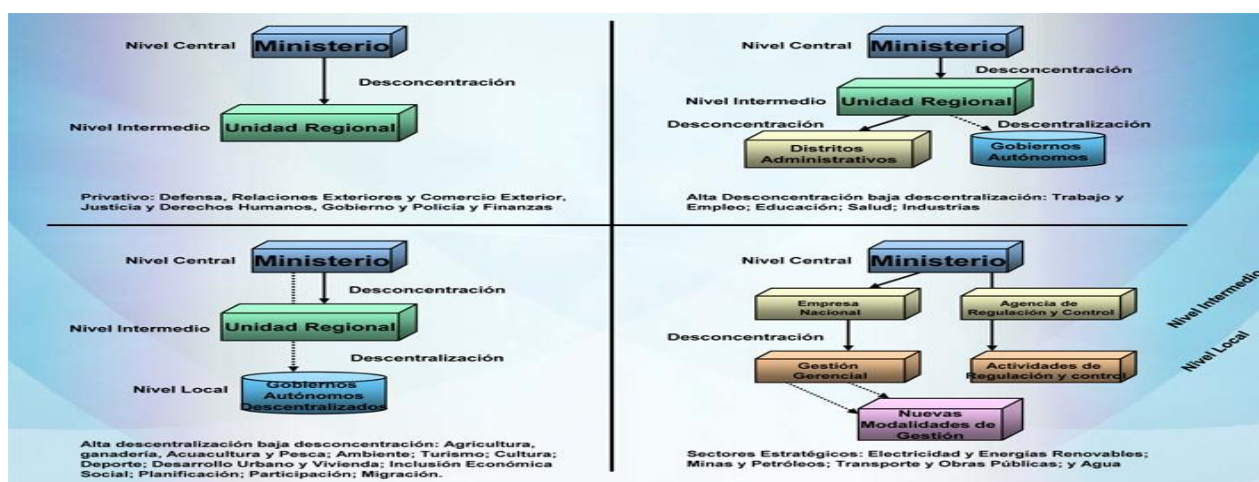 Nivel Central
Ministerio
Desconcentración
Nivel Intermedio
Unidad Regional
Privativo: Defensa, Relaciones Exteriores y Comercio Exterior,
Justicia y Derechos Humanos, Gobierno y Policía y Finanzas
Nivel Central
Ministerio
Desconcentración
Nivel Intermedio
Unidad Regional
Desconcentración
Descentralización
Distritos
Administrativos
Gobiernos
Autónomos
Alta Desconcentración baja descentralización: Trabajo y
Empleo; Educación; Salud; Industrias
Nivel Central
Ministerio
Desconcentración
Nivel Intermedio
Unidad Regional
Descentralización
Nivel Local
Gobiernos
Autónomos
Descentralizados
Alta descentralización baja desconcentración: Agricultura,
ganadería, Acuacultura y Pesca; Ambiente; Turismo; Cultura;
Deporte; Desarrollo Urbano y Vivienda; Inclusión Económica
Social; Planificación; Participación; Migración.
Nivel Central
Ministerio
Empresa
Nacional
Agencia de
Regulación y Control
Nivel Intermedio
Desconcentración
Gestión
Gerencial
Actividades de
Regulación y control
Nivel Local
Nuevas
Modalidades de
Gestión
Sectores Estratégicos: Electricidad y Energías Renovables;
Minas y Petróleos; Transporte y Obras Públicas; y Agua